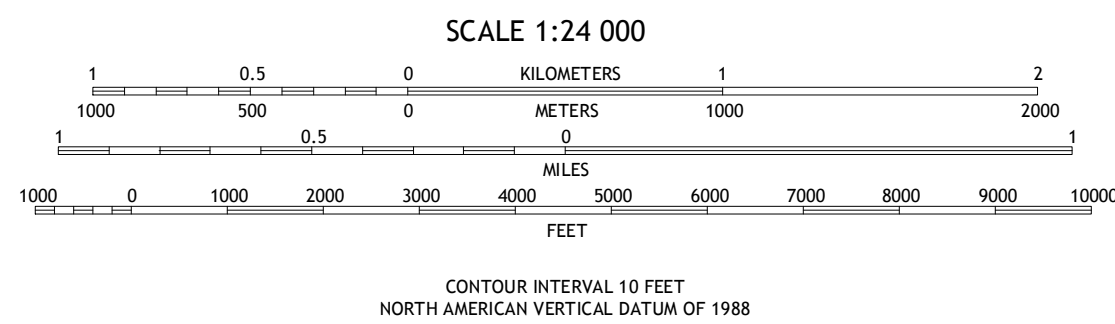 SCALE 1:24 000
1 0.5 0 KILOMETERS 1 2
1000 500 0 METERS 1000 2000
1 0.5 0 1
MILES
1000 0 1000 2000 3000 4000 5000 6000 7000 8000 9000 10000
FEET
CONTOUR INTERVAL 10 FEET
NORTH AMERICAN VERTICAL DATUM OF 1988